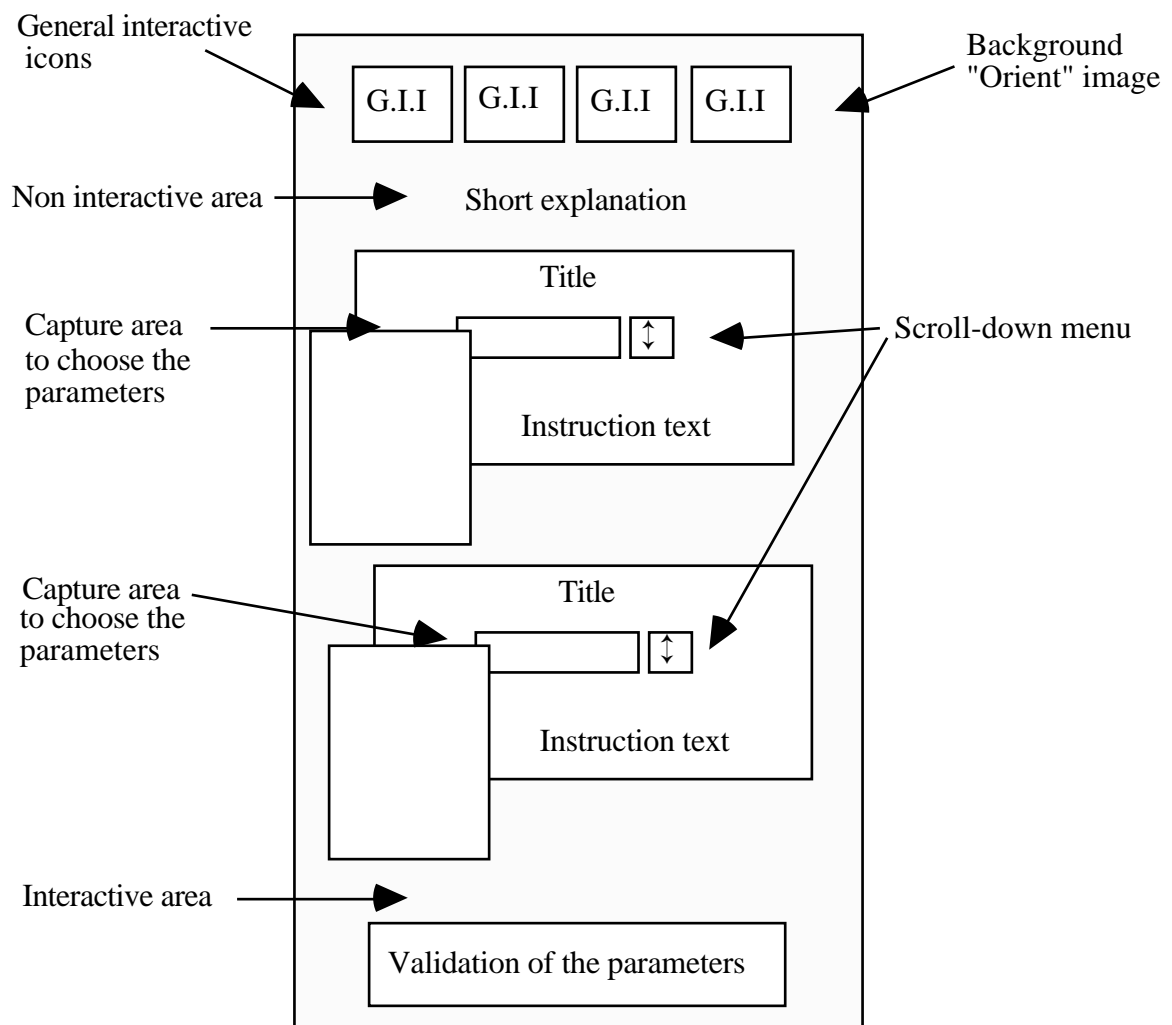 General interactive
icons
Background
"Orient" image
G.I.I
G.I.I
G.I.I
G.I.I
Non interactive area
Short explanation
Title
Capture area
to choose the
parameters
↕
Scroll-down menu
Instruction text
Capture area
to choose the
parameters
Title
↕
Instruction text
Interactive area
Validation of the parameters